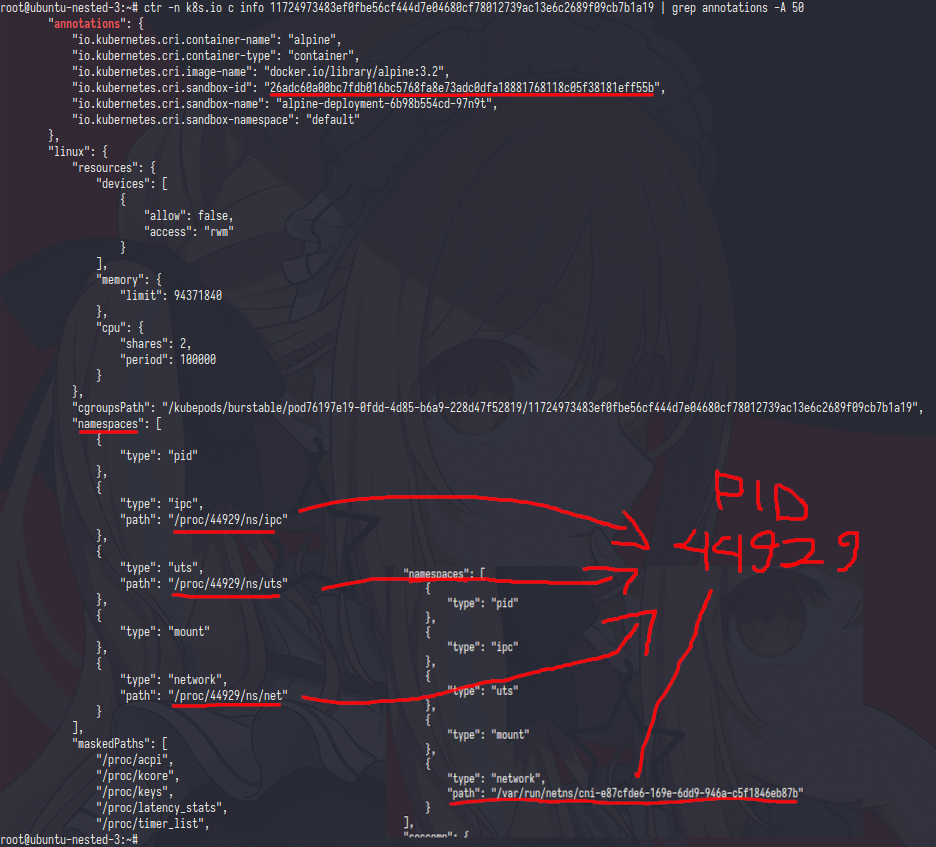 root@ubuntu-nested-3:~# ctr -n k8s.io c info 11724973483ef0fbe56cf444d7e04680cf78012739ac13e6c2689f09cb7b1a19 | grep annotations -A 50
"annotations": {
"io.kubernetes.cri.container-name": "alpine",
"io.kubernetes.cri.container-type": "container",
"io.kubernetes.cri.image-name": "docker.io/library/alpine:3.2",
"io.kubernetes.cri.sandbox-id": "26adc60a00bc7fdb016bc5768fa8e73adc0dfa18881768118c05f38181eff55b",
"io.kubernetes.cri.sandbox-name": "alpine-deployment-6b98b554cd-97n9t",
"io.kubernetes.cri.sandbox-namespace": "default"
},
"linux": {
"resources": {
"devices": [
{
"allow": false,
"access": "rwm"
}
],
"memory": {
"limit": 94371840
},
"cpu": {
"shares": 2,
"period": 100000
}
},
"cgroupsPath": "/kubepods/burstable/pod76197e19-0fdd-4d85-b6a9-228d47f52819/11724973483ef0fbe56cf444d7e04680cf78012739ac13e6c2689f09cb7b1a19",
"namespaces": [
{
"type": "pid"
},
{
"type": "ipc",
"path": "/proc/44929/ns/ipc"
},
{
"type": "uts",
"path": "/proc/44929/ns/uts"
},
{
"type": "mount"
},
{
"type": "network",
"path": "/proc/44929/ns/net"
}
],
"maskedPaths": [
"/proc/acpi",
"/proc/kcore",
"/proc/keys",
"/proc/latency_stats",
"/proc/timer_list",
root@ubuntu-nested-3:~#
PID
44929
"namespaces": [
{
"type": "pid"
},
{
"type": "ipc"
},
{
"type": "uts"
},
{
"type": "mount"
},
{
"type": "network",
"path": "/var/run/netns/cni-e87cfde6-169e-6dd9-946a-c5f1846eb87b"
}
],